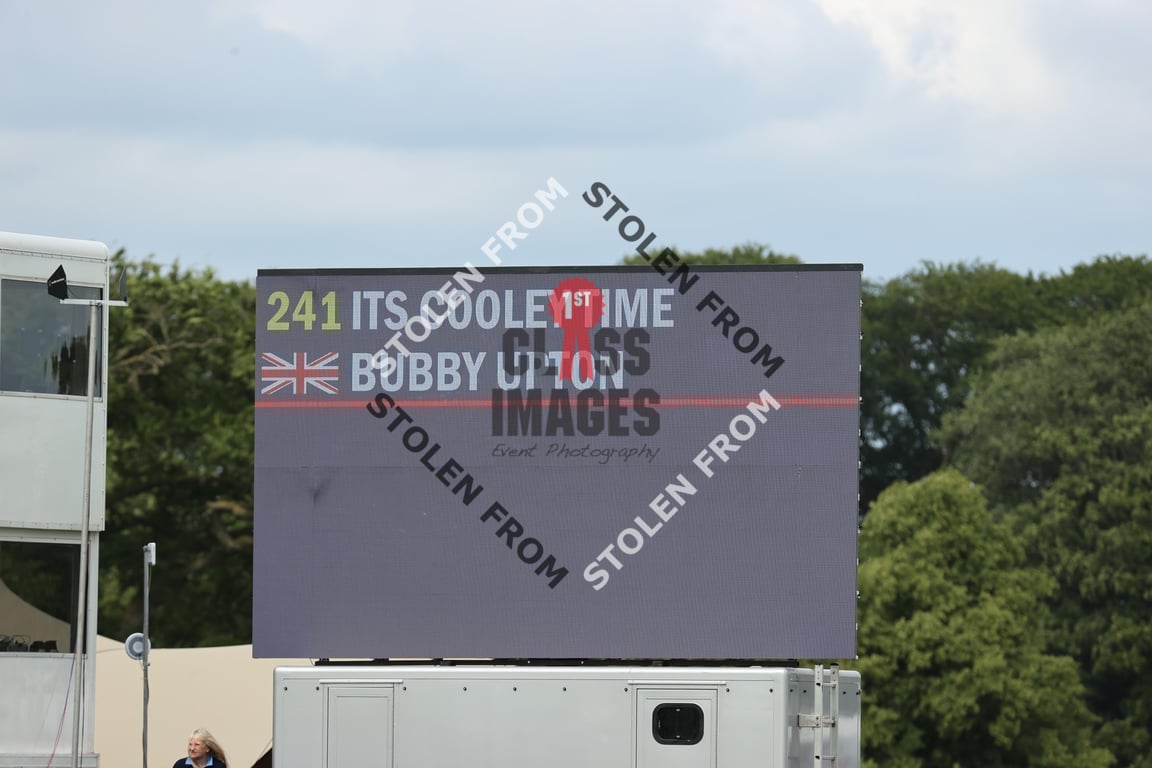 241 ITS COOLEY TIME
BUBBY UPTON
1ST
CLASS
IMAGES
Event Photography
STOLEN FROM
STOLEN FROM
STOLEN FROM
STOLEN FROM